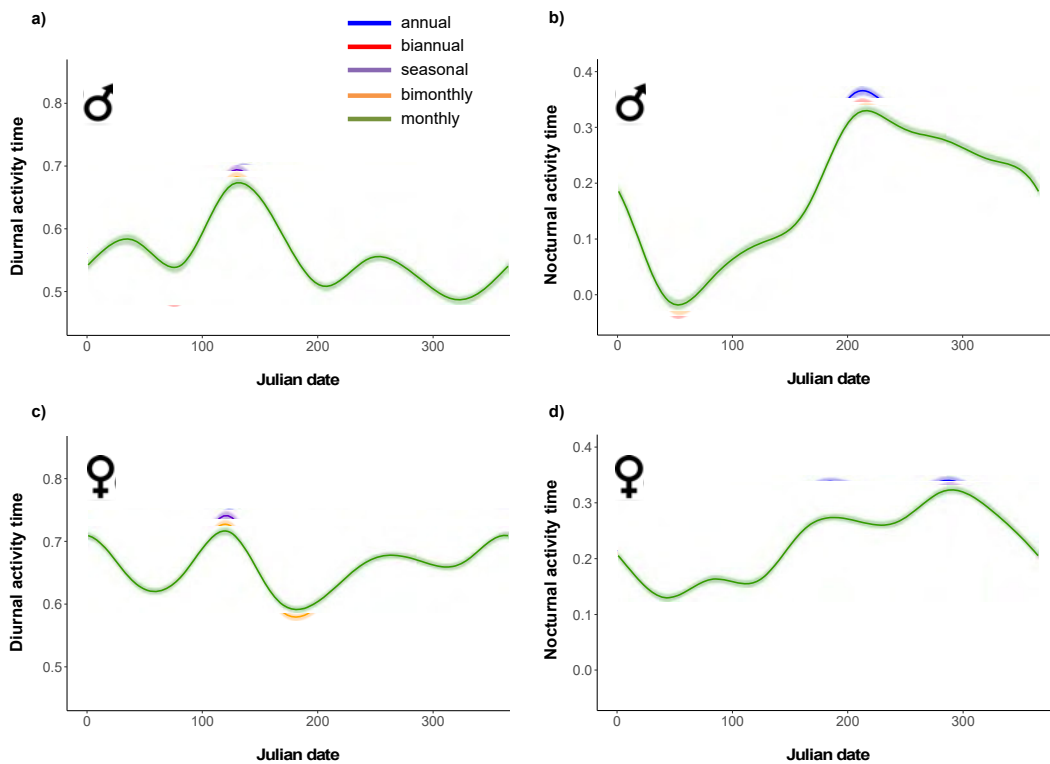 a)
annual
biannual
seasonal
bimonthly
monthly
0.8
0.7
0.6
0.5
Diurnal activity time
0 100 200 300
Julian date
b)
0.4
0.3
0.2
0.1
0.0
Nocturnal activity time
0 100 200 300
Julian date
c)
0.8
0.7
0.6
0.5
Diurnal activity time
0 100 200 300
Julian date
d)
0.4
0.3
0.2
0.1
0.0
Nocturnal activity time
0 100 200 300
Julian date